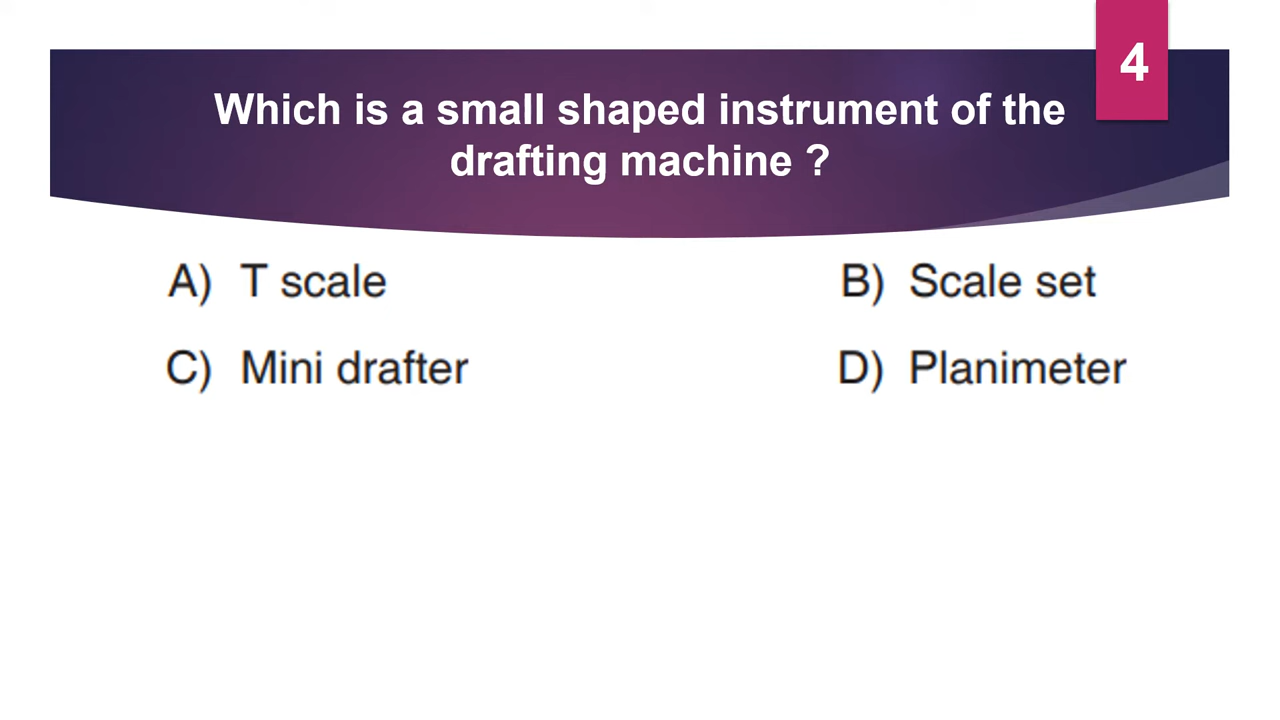 4
Which is a small shaped instrument of the
drafting machine ?
A) T scale
B) Scale set
C) Mini drafter
D) Planimeter